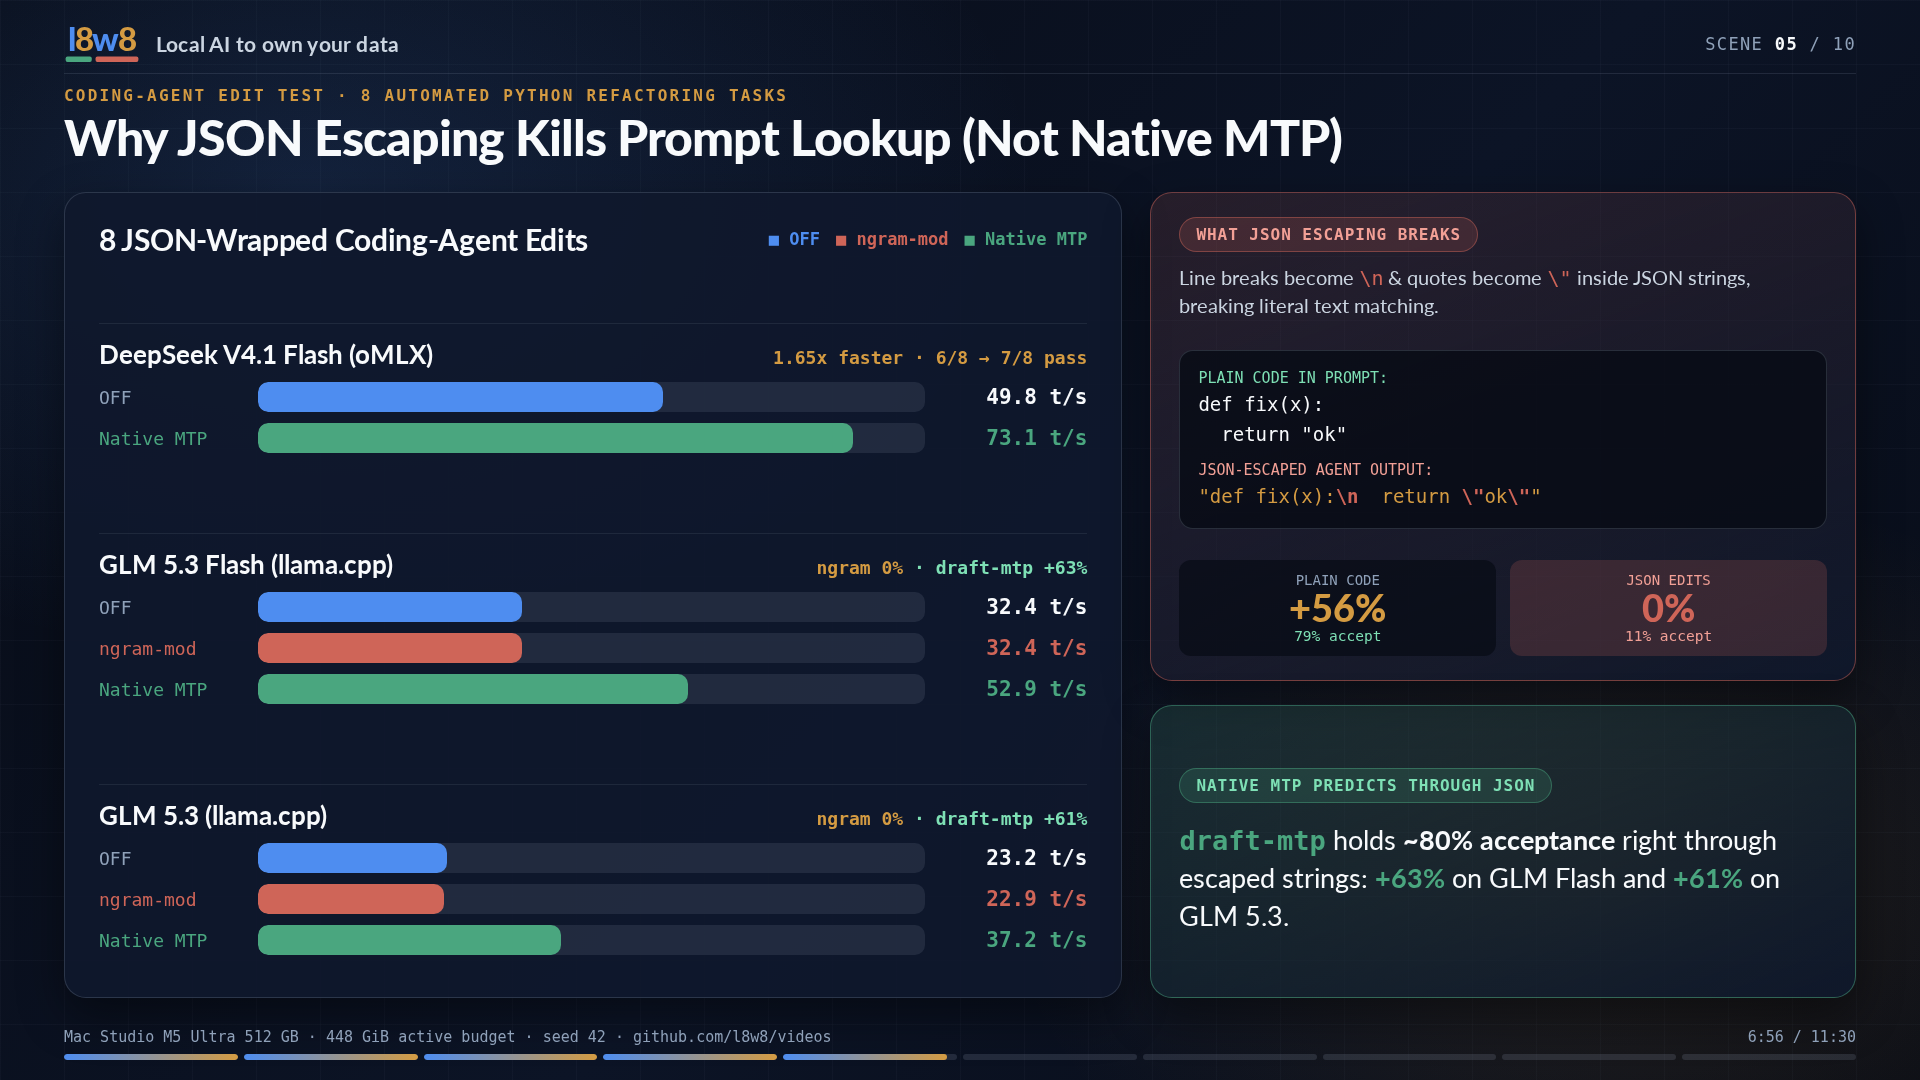 l8w8 Local AI to own your data
SCENE 05 / 10
CODING-AGENT EDIT TEST · 8 AUTOMATED PYTHON REFACTORING TASKS
Why JSON Escaping Kills Prompt Lookup (Not Native MTP)
8 JSON-Wrapped Coding-Agent Edits
■ OFF ■ ngram-mod ■ Native MTP
DeepSeek V4.1 Flash (oMLX)
1.65x faster · 6/8 → 7/8 pass
OFF 49.8 t/s
Native MTP 73.1 t/s
GLM 5.3 Flash (llama.cpp)
ngram 0% · draft-mtp +63%
OFF 32.4 t/s
ngram-mod 32.4 t/s
Native MTP 52.9 t/s
GLM 5.3 (llama.cpp)
ngram 0% · draft-mtp +61%
OFF 23.2 t/s
ngram-mod 22.9 t/s
Native MTP 37.2 t/s
WHAT JSON ESCAPING BREAKS
Line breaks become \n & quotes become \" inside JSON strings,
breaking literal text matching.
PLAIN CODE IN PROMPT:
def fix(x):
  return "ok"
JSON-ESCAPED AGENT OUTPUT:
"def fix(x):\n  return \"ok\""
PLAIN CODE
+56%
79% accept
JSON EDITS
0%
11% accept
NATIVE MTP PREDICTS THROUGH JSON
draft-mtp holds ~80% acceptance right through
escaped strings: +63% on GLM Flash and +61% on
GLM 5.3.
Mac Studio M5 Ultra 512 GB · 448 GiB active budget · seed 42 · github.com/l8w8/videos
6:56 / 11:30